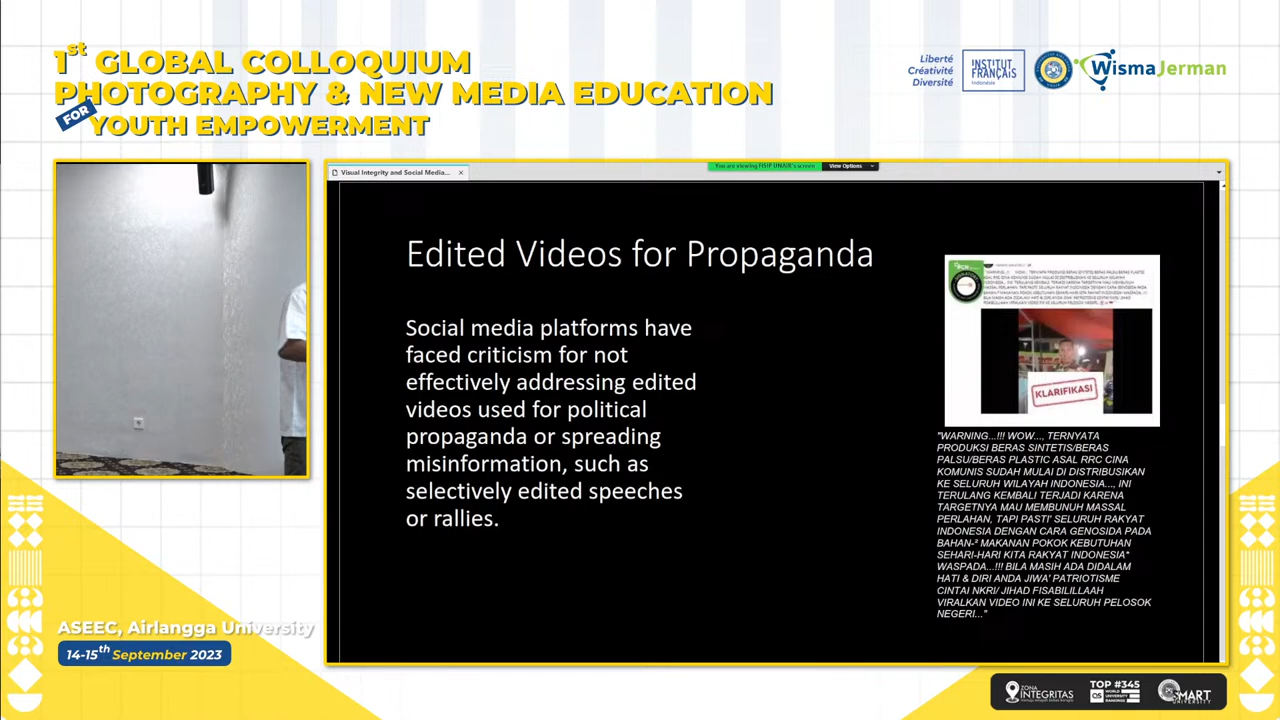 1st GLOBAL COLLOQUIUM
PHOTOGRAPHY & NEW MEDIA EDUCATION
FOR YOUTH EMPOWERMENT
Liberté
Créativité
Diversité
INSTITUT
FRANÇAIS
Indonésie
WismaJerman
You are viewing FISIP UNAIR's screen
View Options
Visual Integrity and Social Media...
Edited Videos for Propaganda
Social media platforms have
faced criticism for not
effectively addressing edited
videos used for political
propaganda or spreading
misinformation, such as
selectively edited speeches
or rallies.
KLARIFIKASI
"WARNING...!!! WOW..., TERNYATA
PRODUKSI BERAS SINTETIS/BERAS
PALSU/BERAS PLASTIC ASAL RRC CINA
KOMUNIS SUDAH MULAI DI DISTRIBUSIKAN
KE SELURUH WILAYAH INDONESIA..., INI
TERULANG KEMBALI TERJADI KARENA
TARGETNYA MAU MEMBUNUH MASSAL
PERLAHAN, TAPI PASTI' SELURUH RAKYAT
INDONESIA DENGAN CARA GENOSIDA PADA
BAHAN-² MAKANAN POKOK KEBUTUHAN
SEHARI-HARI KITA RAKYAT INDONESIA*
WASPADA...!!! BILA MASIH ADA DIDALAM
HATI & DIRI ANDA JIWA' PATRIOTISME
CINTAI NKRI/ JIHAD FISABILILLAAH
VIRALKAN VIDEO INI KE SELURUH PELOSOK
NEGERI..."
ASEEC, Airlangga University
14-15th September 2023
ZONA
INTEGRITAS
TOP #345
QS WORLD
UNIVERSITY
RANKINGS
SMART
UNIVERSITY